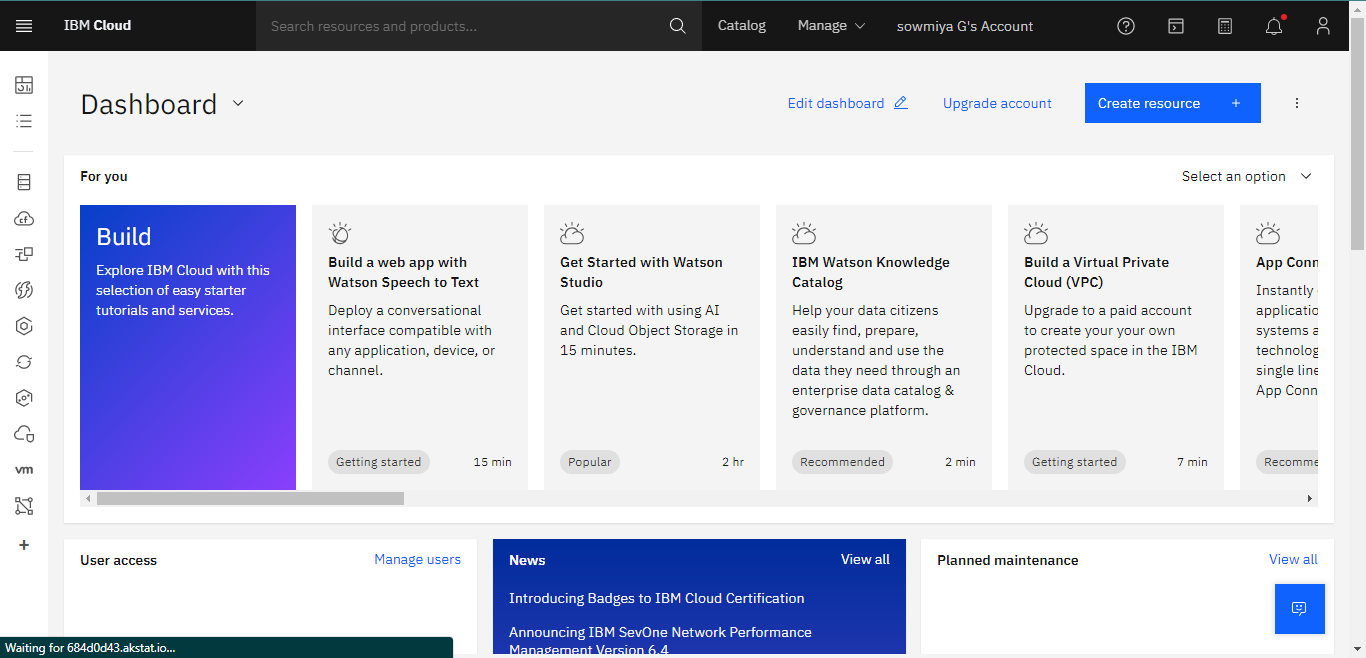 IBM Cloud
Search resources and products...
Catalog
Manage
sowmiya G's Account
Dashboard
Edit dashboard
Upgrade account
Create resource +
For you
Select an option
Build
Explore IBM Cloud with this
selection of easy starter
tutorials and services.
Build a web app with
Watson Speech to Text
Deploy a conversational
interface compatible with
any application, device, or
channel.
Getting started
15 min
Get Started with Watson
Studio
Get started with using AI
and Cloud Object Storage in
15 minutes.
Popular
2 hr
IBM Watson Knowledge
Catalog
Help your data citizens
easily find, prepare,
understand and use the
data they need through an
enterprise data catalog &
governance platform.
Recommended
2 min
Build a Virtual Private
Cloud (VPC)
Upgrade to a paid account
to create your your own
protected space in the IBM
Cloud.
Getting started
7 min
App Conn
Instantly
applicatio
systems a
technolog
single line
App Conn
Recomme
cf
vm
User access
Manage users
News
View all
Introducing Badges to IBM Cloud Certification
Announcing IBM SevOne Network Performance
Management Version 6.4
Planned maintenance
View all
Waiting for 684d0d43.akstat.io...